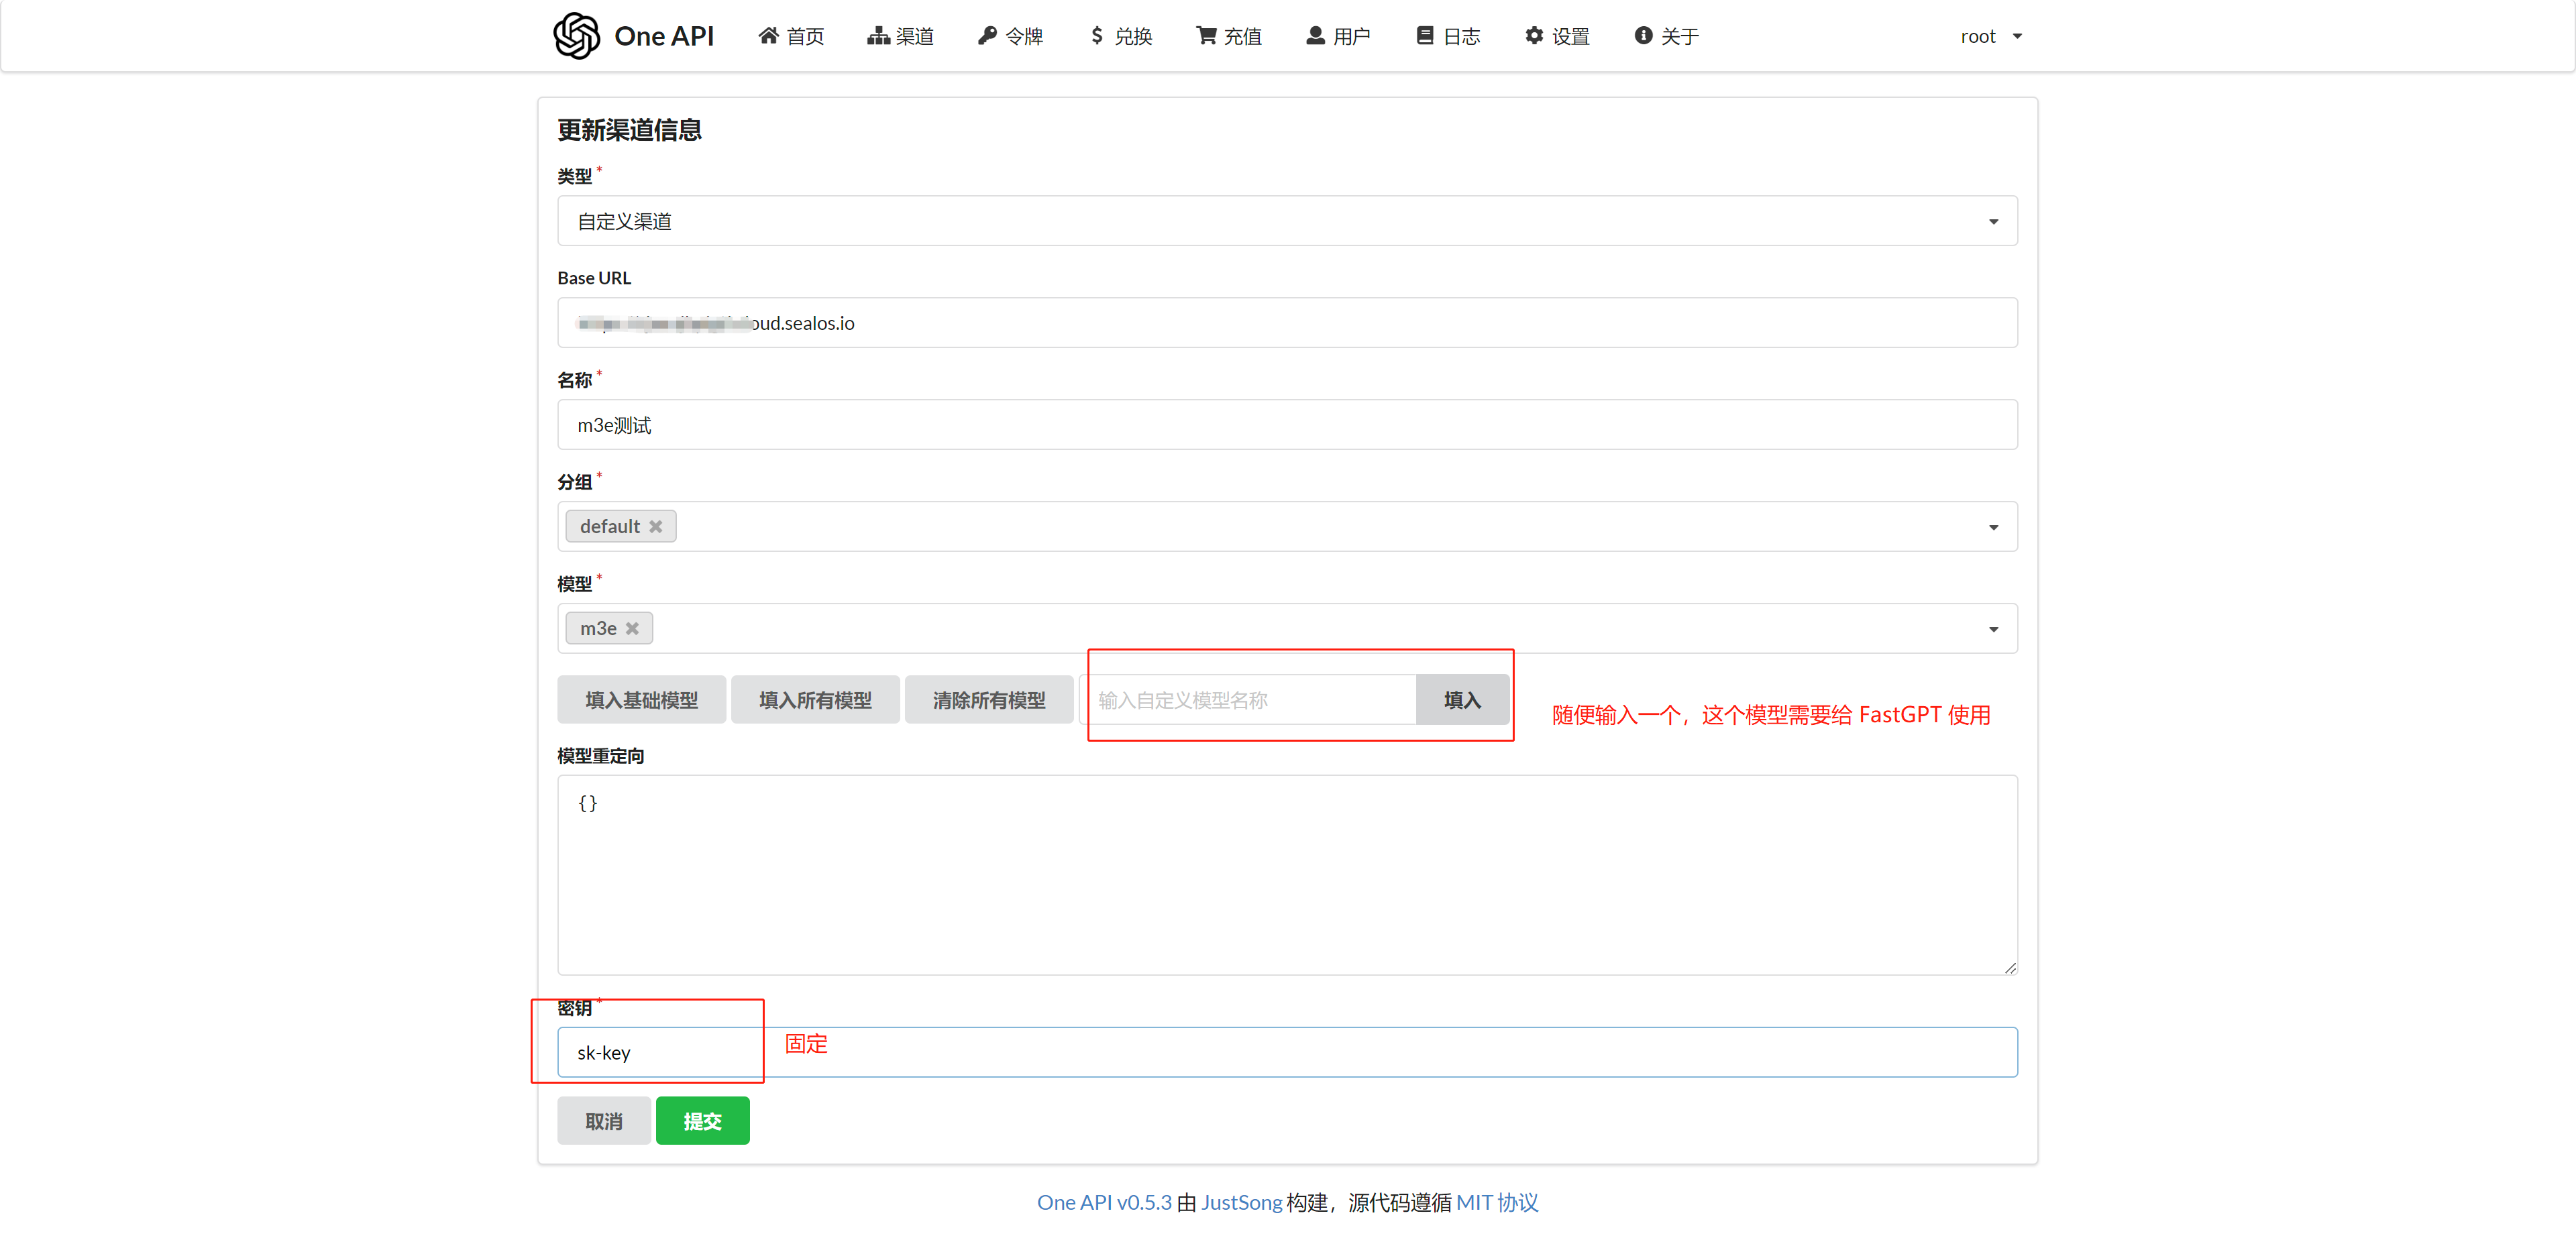 One API 首页 渠道 令牌 兑换 充值 用户 日志 设置 关于 root
更新渠道信息
类型 *
自定义渠道
Base URL
oud.sealos.io
名称 *
m3e测试
分组 *
default
模型 *
m3e
填入基础模型 填入所有模型 清除所有模型 输入自定义模型名称 填入
随便输入一个，这个模型需要给 FastGPT 使用
模型重定向
{}
密钥 *
sk-key
固定
取消 提交
One API v0.5.3 由 JustSong 构建，源代码遵循 MIT 协议